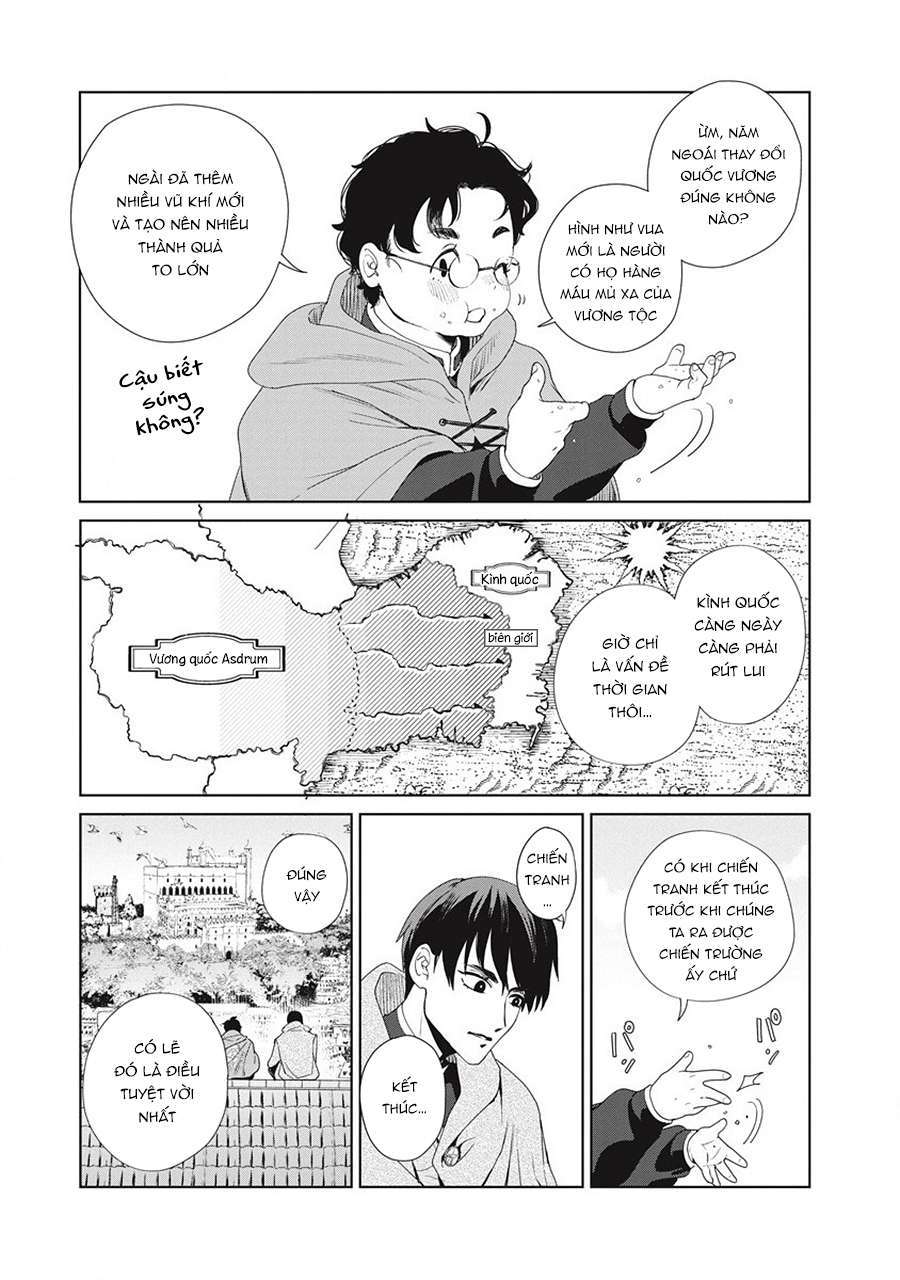 ỪM, NĂM
NGOÁI THAY ĐỔI
QUỐC VƯƠNG
ĐÚNG KHÔNG
NÀO?
HÌNH NHƯ VUA
MỚI LÀ NGƯỜI
CÓ HỌ HÀNG
MÁU MỦ XA CỦA
VƯƠNG TỘC
NGÀI ĐÃ THÊM
NHIỀU VŨ KHÍ MỚI
VÀ TẠO NÊN NHIỀU
THÀNH QUẢ
TO LỚN
Cậu biết
súng
không?
KÌNH QUỐC
CÀNG NGÀY
CÀNG PHẢI
RÚT LUI
GIỜ CHỈ
LÀ VẤN ĐỀ
THỜI GIAN
THÔI...
Kình quốc
biên giới
Vương quốc Asdrum
CÓ KHI CHIẾN
TRANH KẾT THÚC
TRƯỚC KHI CHÚNG
TA RA ĐƯỢC
CHIẾN TRƯỜNG
ẤY CHỨ
CHIẾN
TRANH
...
KẾT
THÚC...
ĐÚNG
VẬY
CÓ LẼ
ĐÓ LÀ ĐIỀU
TUYỆT VỜI
NHẤT